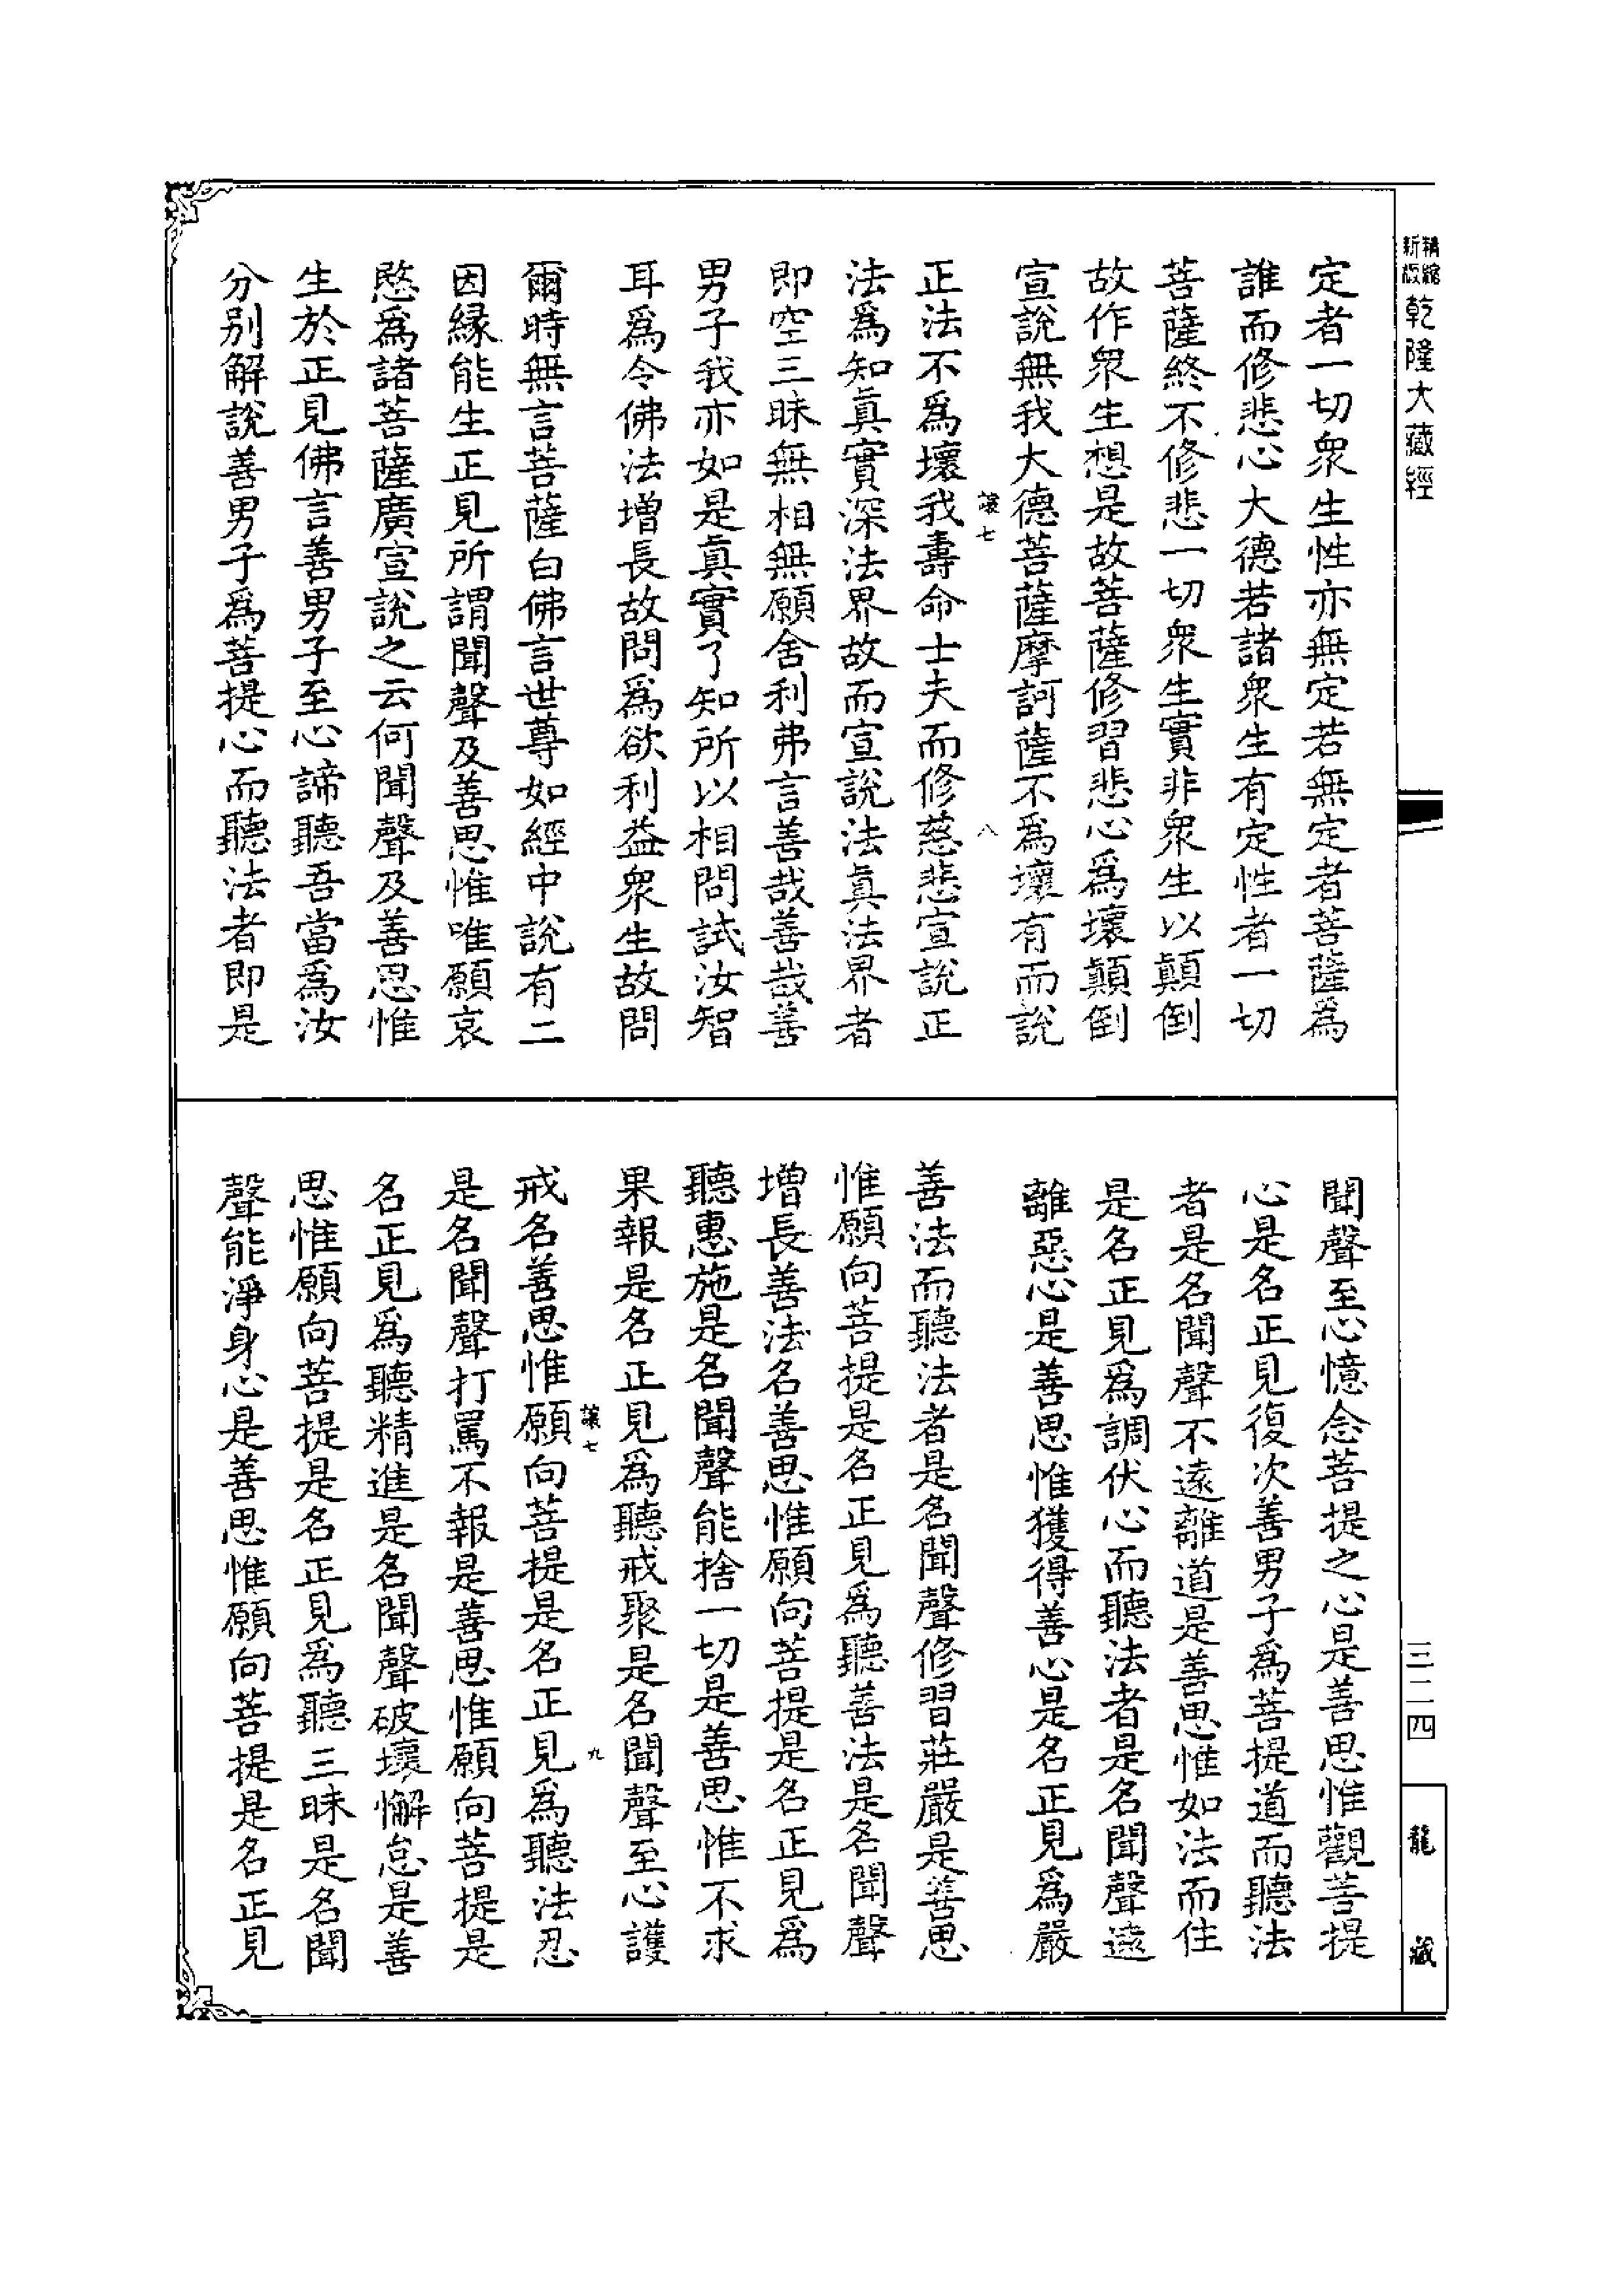 精縮
新版
乾隆大藏經
定者一切衆生性亦無定若無定者菩薩爲
誰而修悲心大德若諸衆生有定性者一切
菩薩終不修悲一切衆生實非衆生以顛倒
故作衆生想是故菩薩修習悲心爲壞顛倒
宣說無我大德菩薩摩訶薩不爲壞有而說
讓七
八
正法不爲壞我壽命士夫而修慈悲宣說正
法爲知眞實深法界故而宣說法眞法界者
即空三昧無相無願舍利弗言善哉善哉善
男子我亦如是眞實了知所以相問試汝智
耳爲令佛法增長故問爲欲利益衆生故問
爾時無言菩薩白佛言世尊如經中說有二
因緣能生正見所謂聞聲及善思惟唯願哀
愍爲諸菩薩廣宣說之云何聞聲及善思惟
生於正見佛言善男子至心諦聽吾當爲汝
分別解說善男子爲菩提心而聽法者即是
聞聲至心憶念菩提之心是善思惟觀菩提
心是名正見復次善男子爲菩提道而聽法
者是名聞聲不遠離道是善思惟如法而住
是名正見爲調伏心而聽法者是名聞聲遠
離惡心是善思惟獲得善心是名正見爲嚴
善法而聽法者是名聞聲修習莊嚴是善思
惟願向菩提是名正見爲聽善法是名聞聲
增長善法名善思惟願向菩提是名正見爲
聽惠施是名聞聲能捨一切是善思惟不求
果報是名正見爲聽戒聚是名聞聲至心護
讓七
九
戒名善思惟願向菩提是名正見爲聽法忍
是名聞聲打罵不報是善思惟願向菩提是
名正見爲聽精進是名聞聲破壞懈怠是善
思惟願向菩提是名正見爲聽三昧是名聞
聲能淨身心是善思惟願向菩提是名正見
三二四
龍藏